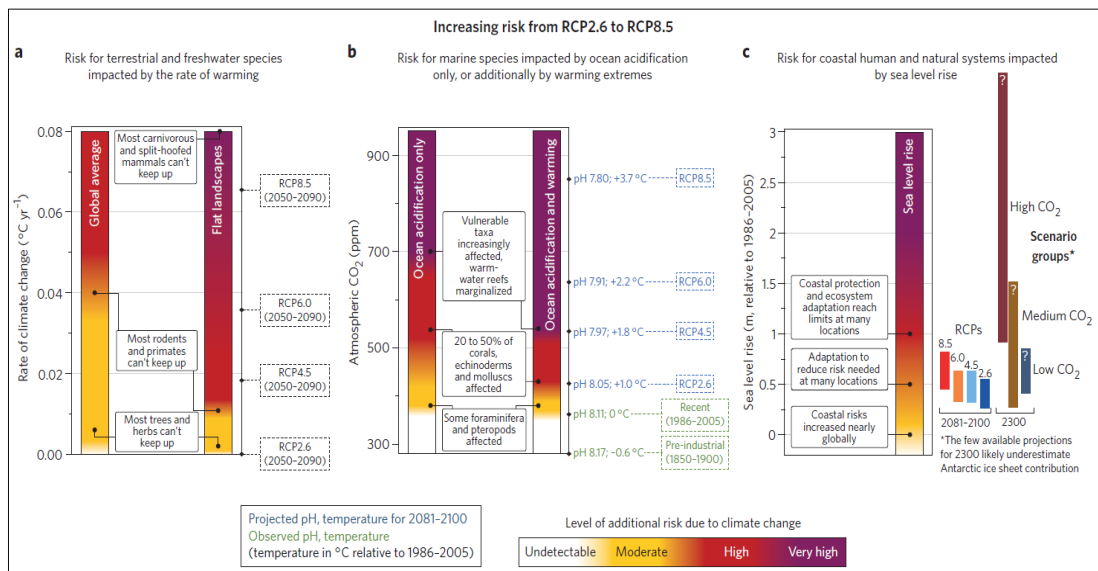 Increasing risk from RCP2.6 to RCP8.5
a
Risk for terrestrial and freshwater species
impacted by the rate of warming
Rate of climate change (°C yr⁻¹)
0.08
0.06
0.04
0.02
0.00
Global average
Flat landscapes
Most carnivorous
and split-hoofed
mammals can't
keep up
Most rodents
and primates
can't keep up
Most trees and
herbs can't
keep up
RCP8.5
(2050-2090)
RCP6.0
(2050-2090)
RCP4.5
(2050-2090)
RCP2.6
(2050-2090)
b
Risk for marine species impacted by ocean acidification
only, or additionally by warming extremes
Atmospheric CO₂ (ppm)
900
700
500
300
Ocean acidification only
Ocean acidification and warming
Vulnerable
taxa
increasingly
affected,
warm-
water reefs
marginalized
20 to 50% of
corals,
echinoderms
and molluscs
affected
Some foraminifera
and pteropods
affected
pH 7.80; +3.7 °C
RCP8.5
pH 7.91; +2.2 °C
RCP6.0
pH 7.97; +1.8 °C
RCP4.5
pH 8.05; +1.0 °C
RCP2.6
pH 8.11; 0 °C
Recent
(1986–2005)
pH 8.17; –0.6 °C
Pre-industrial
(1850–1900)
c
Risk for coastal human and natural systems impacted
by sea level rise
Sea level rise (m, relative to 1986–2005)
3
2.5
2
1.5
1
0.5
0
Sea level rise
Coastal protection
and ecosystem
adaptation reach
limits at many
locations
Adaptation to
reduce risk needed
at many locations
Coastal risks
increased nearly
globally
RCPs
8.5
6.0
4.5
2.6
2081–2100
?
?
?
High CO₂
Scenario
groups*
Medium CO₂
Low CO₂
2300
*The few available projections
for 2300 likely underestimate
Antarctic ice sheet contribution
Projected pH, temperature for 2081–2100
Observed pH, temperature
(temperature in °C relative to 1986–2005)
Level of additional risk due to climate change
Undetectable
Moderate
High
Very high